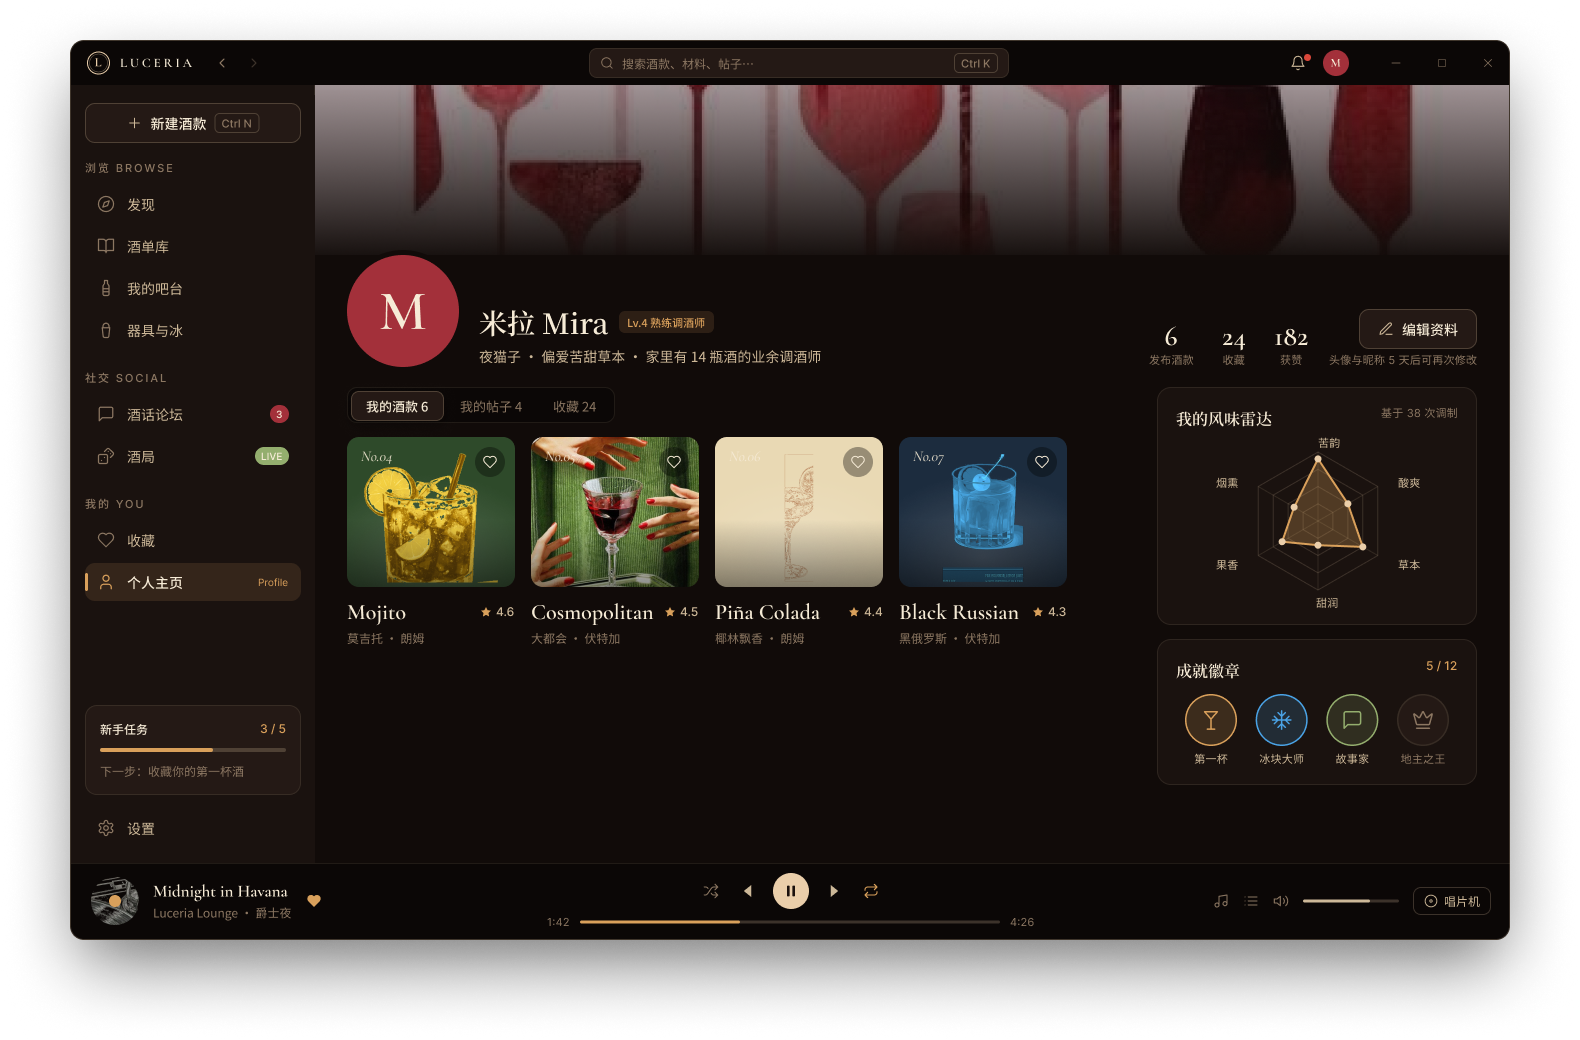 L LUCERIA
搜索酒款、材料、帖子… Ctrl K
M
新建酒款 Ctrl N
浏览 BROWSE
发现
酒单库
我的吧台
器具与冰
社交 SOCIAL
酒话论坛 3
酒局 LIVE
我的 YOU
收藏
个人主页 Profile
新手任务 3 / 5
下一步：收藏你的第一杯酒
设置
M
米拉 Mira Lv.4 熟练调酒师
夜猫子 · 偏爱苦甜草本 · 家里有 14 瓶酒的业余调酒师
6 24 182 编辑资料
发布酒款 收藏 获赞 头像与昵称 5 天后可再次修改
我的酒款 6 我的帖子 4 收藏 24
No.04 No.05 No.06 No.07
Mojito 4.6
莫吉托 · 朗姆
Cosmopolitan 4.5
大都会 · 伏特加
Piña Colada 4.4
椰林飘香 · 朗姆
Black Russian 4.3
黑俄罗斯 · 伏特加
我的风味雷达 基于 38 次调制
苦韵
烟熏 酸爽
果香 草本
甜润
成就徽章 5 / 12
第一杯 冰块大师 故事家 地主之王
Midnight in Havana
Luceria Lounge · 爵士夜
1:42 4:26
唱片机